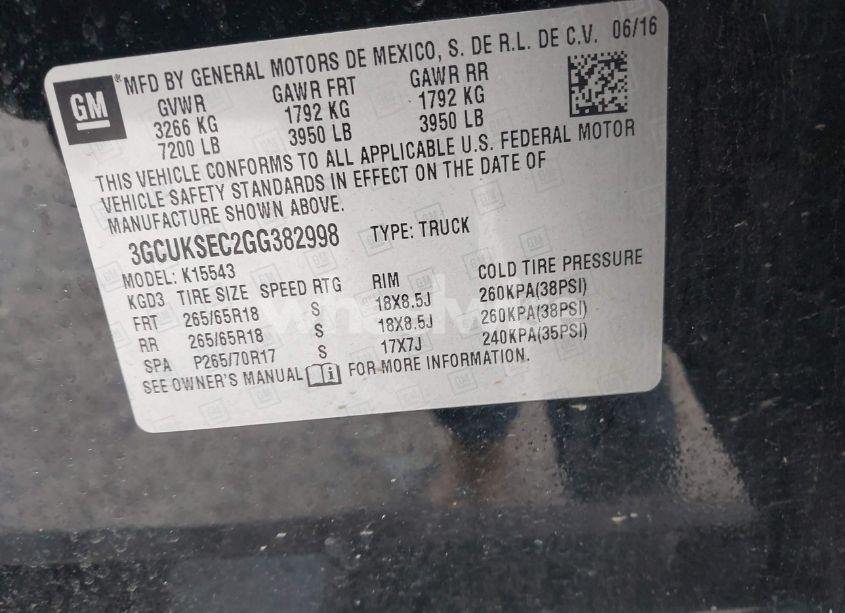 MFD BY GENERAL MOTORS DE MEXICO, S. DE R.L. DE C.V. 06/16
GM
GVWR GAWR FRT GAWR RR
3266 KG 1792 KG 1792 KG
7200 LB 3950 LB 3950 LB
THIS VEHICLE CONFORMS TO ALL APPLICABLE U.S. FEDERAL MOTOR
VEHICLE SAFETY STANDARDS IN EFFECT ON THE DATE OF
MANUFACTURE SHOWN ABOVE.
3GCUKSEC2GG382998 TYPE: TRUCK
MODEL: K15543
KGD3 TIRE SIZE SPEED RTG RIM COLD TIRE PRESSURE
FRT 265/65R18 S 18X8.5J 260KPA(38PSI)
RR 265/65R18 S 18X8.5J 260KPA(38PSI)
SPA P265/70R17 S 17X7J 240KPA(35PSI)
SEE OWNER'S MANUAL FOR MORE INFORMATION.